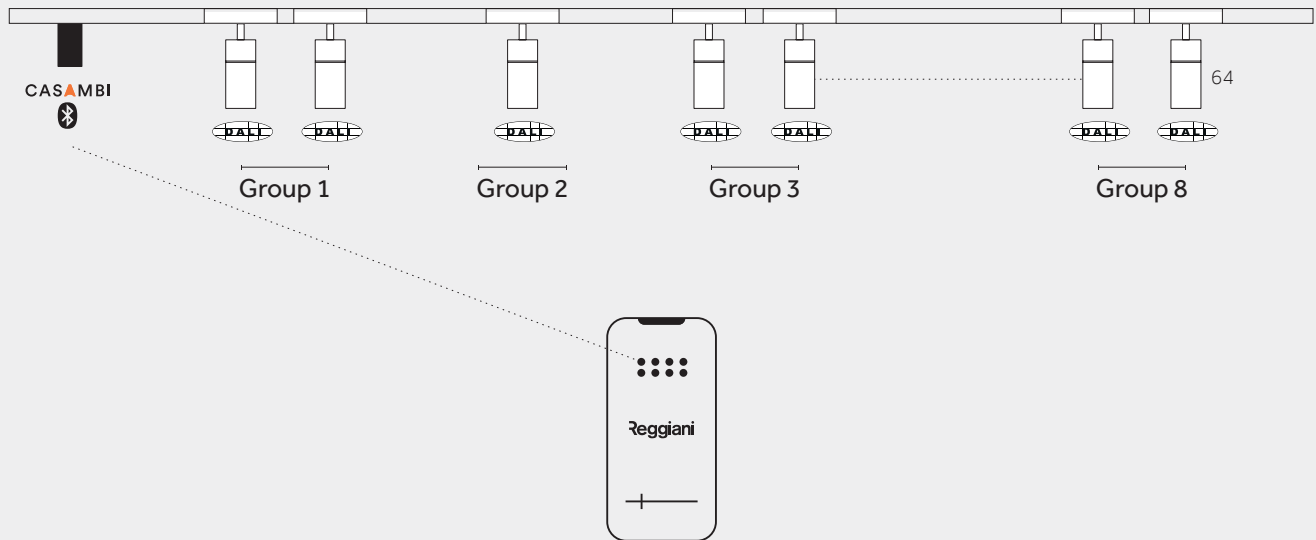 64
CASAMBI
DALI DALI DALI DALI DALI DALI DALI
Group 1 Group 2 Group 3 Group 8
Reggiani